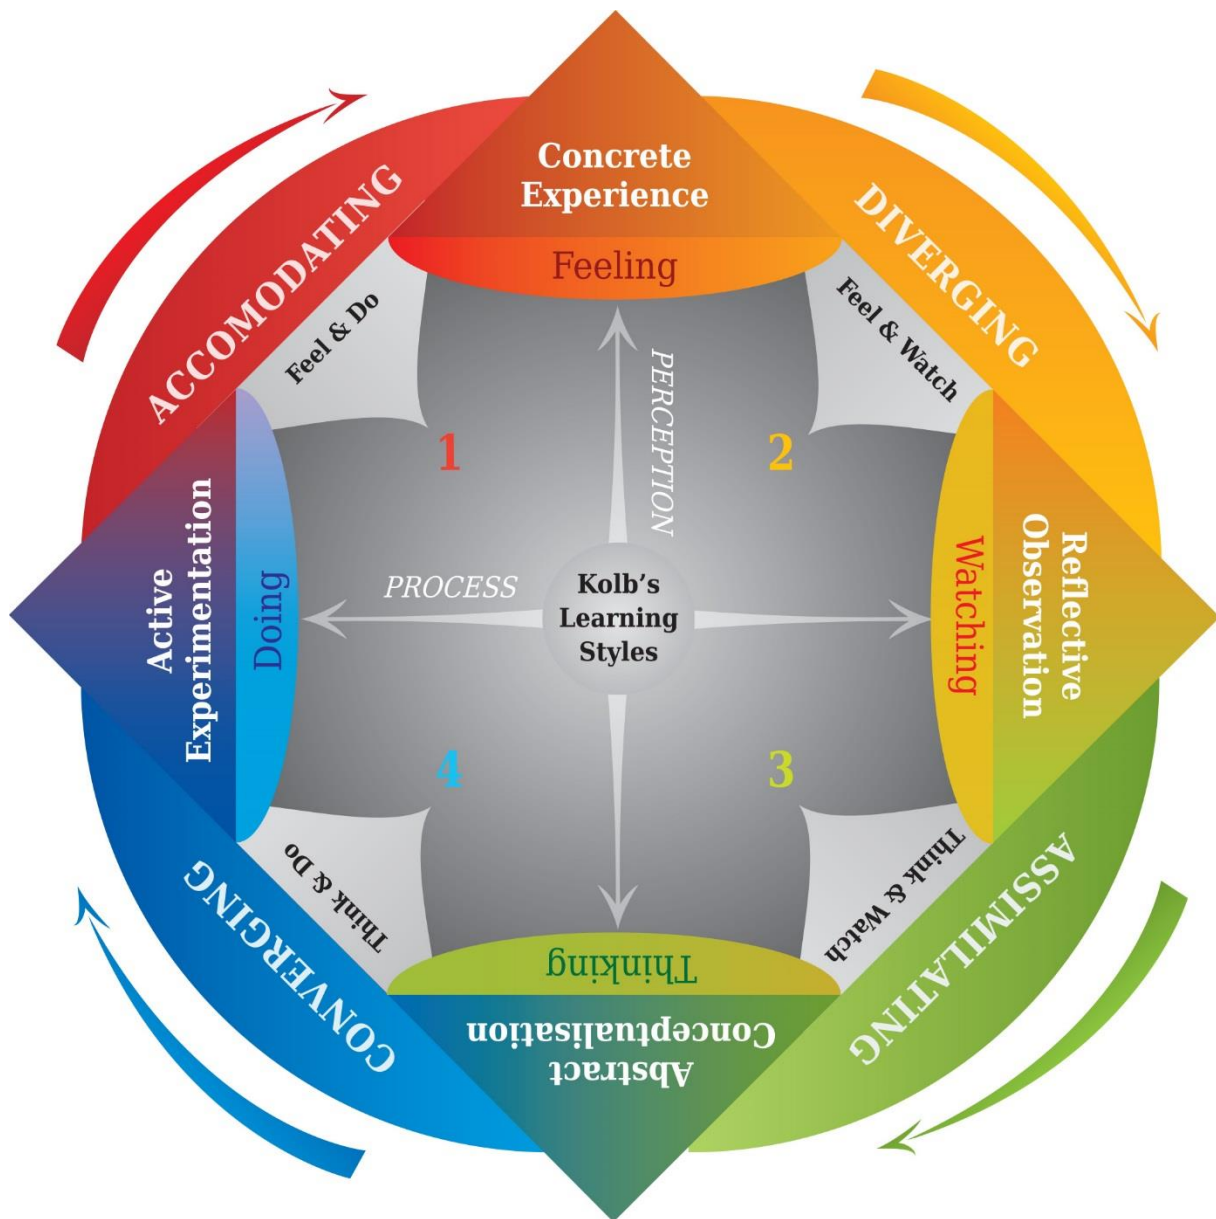 Concrete
Experience
Feeling
ACCOMODATING
DIVERGING
Feel & Do
Feel & Watch
PERCEPTION
1
2
Active
Experimentation
Doing
PROCESS
Kolb’s
Learning
Styles
Watching
Reflective
Observation
4
3
Think & Do
Think & Watch
CONVERGING
ASSIMILATING
Thinking
Abstract
Conceptualisation